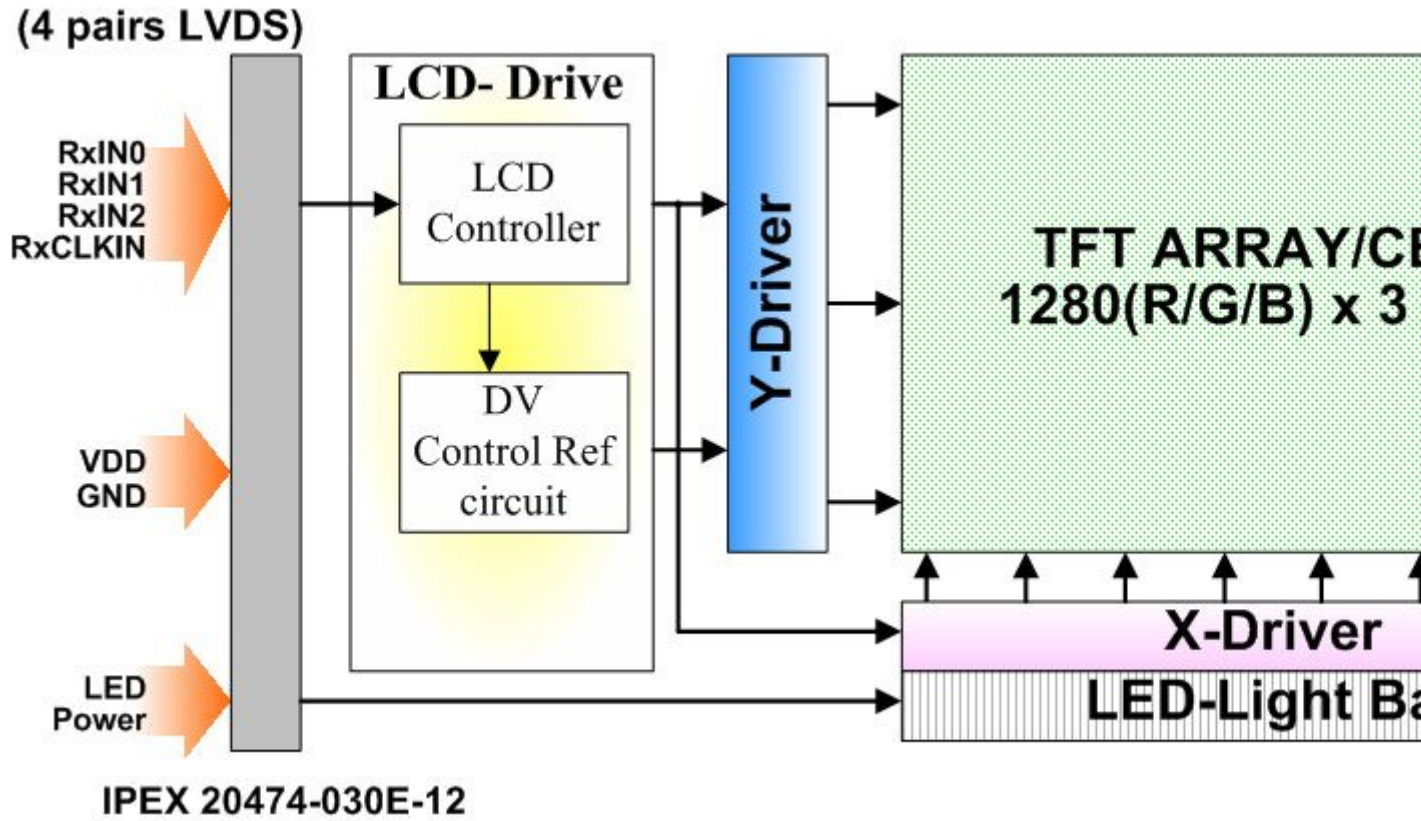 (4 pairs LVDS)
RxIN0
RxIN1
RxIN2
RxCLKIN
VDD
GND
LED
Power
IPEX 20474-030E-12
LCD- Drive
LCD
Controller
DV
Control Ref
circuit
Y-Driver
TFT ARRAY/CE
1280(R/G/B) x 3
X-Driver
LED-Light Ba